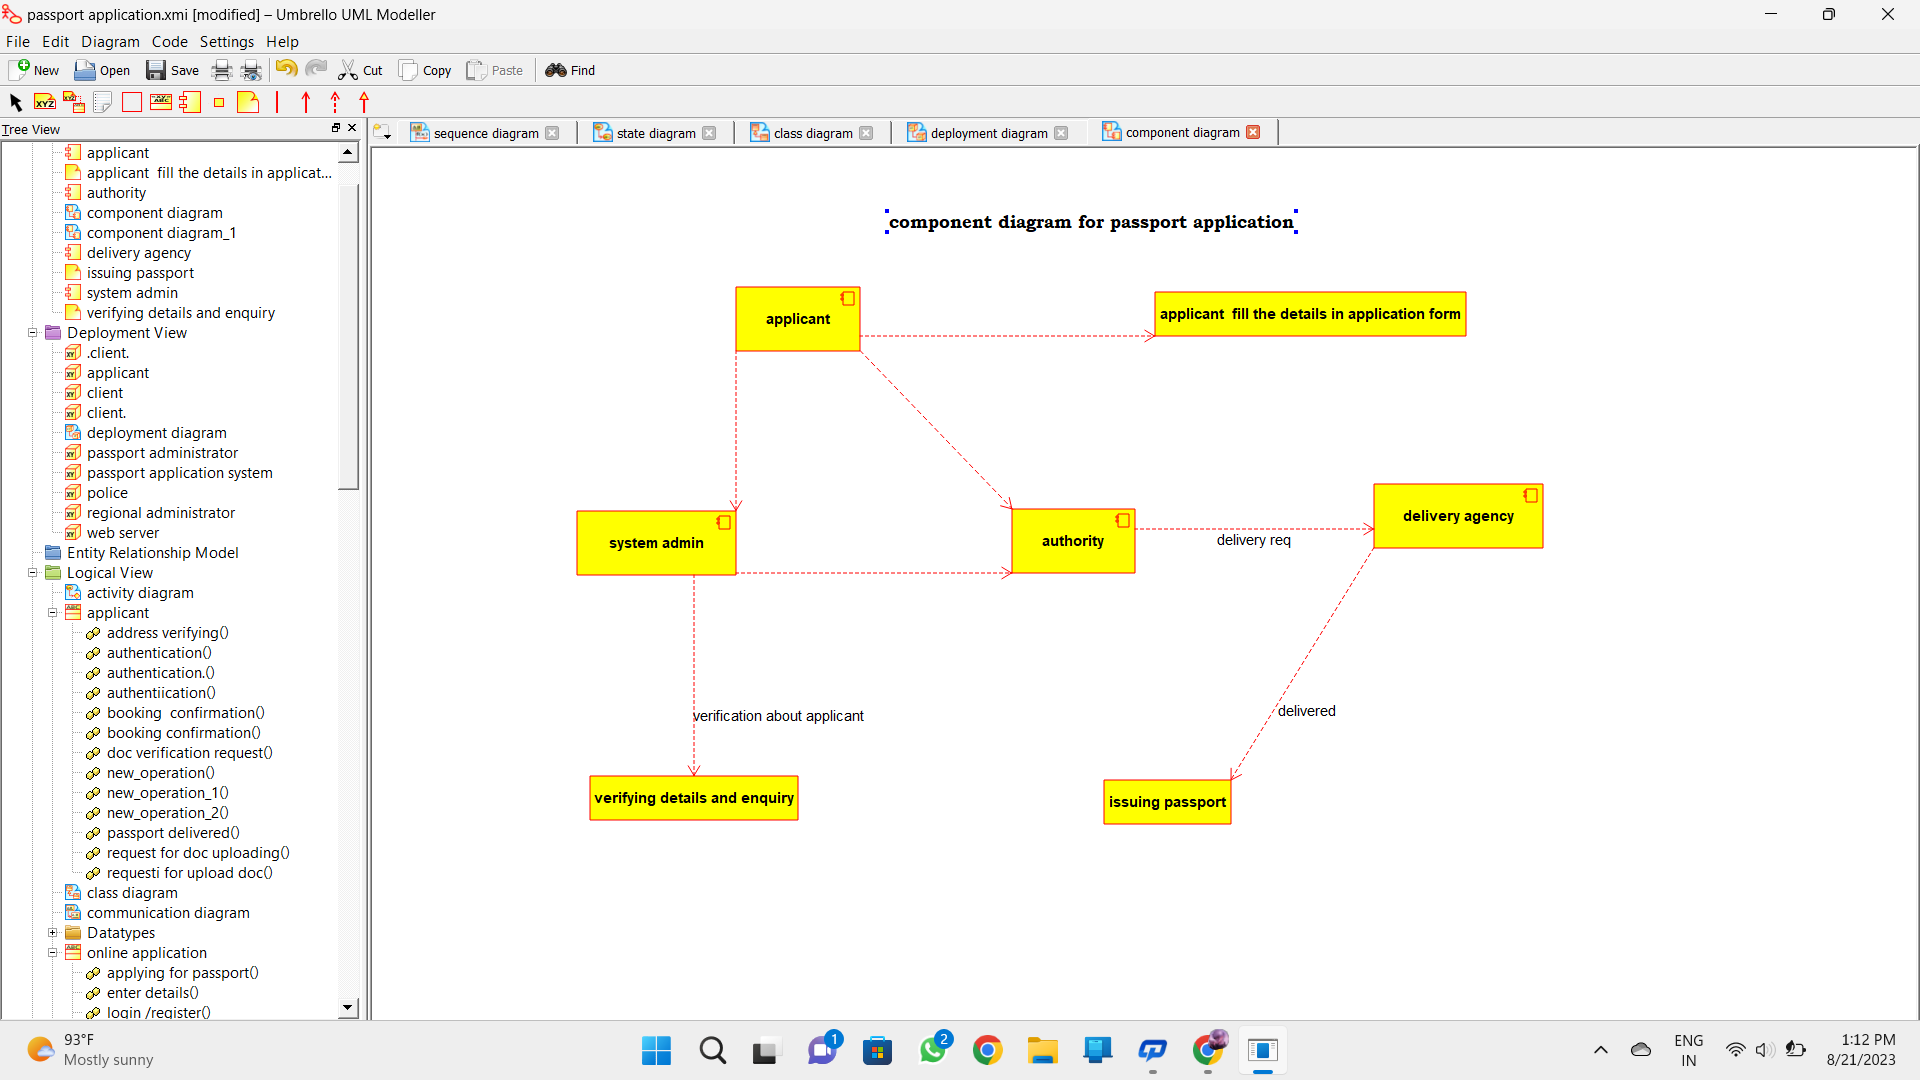 passport application.xmi [modified] – Umbrello UML Modeller
File Edit Diagram Code Settings Help
New Open Save Cut Copy Paste Find
Tree View
sequence diagram
state diagram
class diagram
deployment diagram
component diagram
applicant
applicant  fill the details in applicat...
authority
component diagram
component diagram_1
delivery agency
issuing passport
system admin
verifying details and enquiry
Deployment View
.client.
applicant
client
client.
deployment diagram
passport administrator
passport application system
police
regional administrator
web server
Entity Relationship Model
Logical View
activity diagram
applicant
address verifying()
authentication()
authentication.()
authentiication()
booking  confirmation()
booking confirmation()
doc verification request()
new_operation()
new_operation_1()
new_operation_2()
passport delivered()
request for doc uploading()
requesti for upload doc()
class diagram
communication diagram
Datatypes
online application
applying for passport()
enter details()
login /register()
component diagram for passport application
applicant
applicant  fill the details in application form
system admin
authority
delivery req
delivery agency
verification about applicant
delivered
verifying details and enquiry
issuing passport
93°F
Mostly sunny
1
2
ENG
IN
1:12 PM
8/21/2023